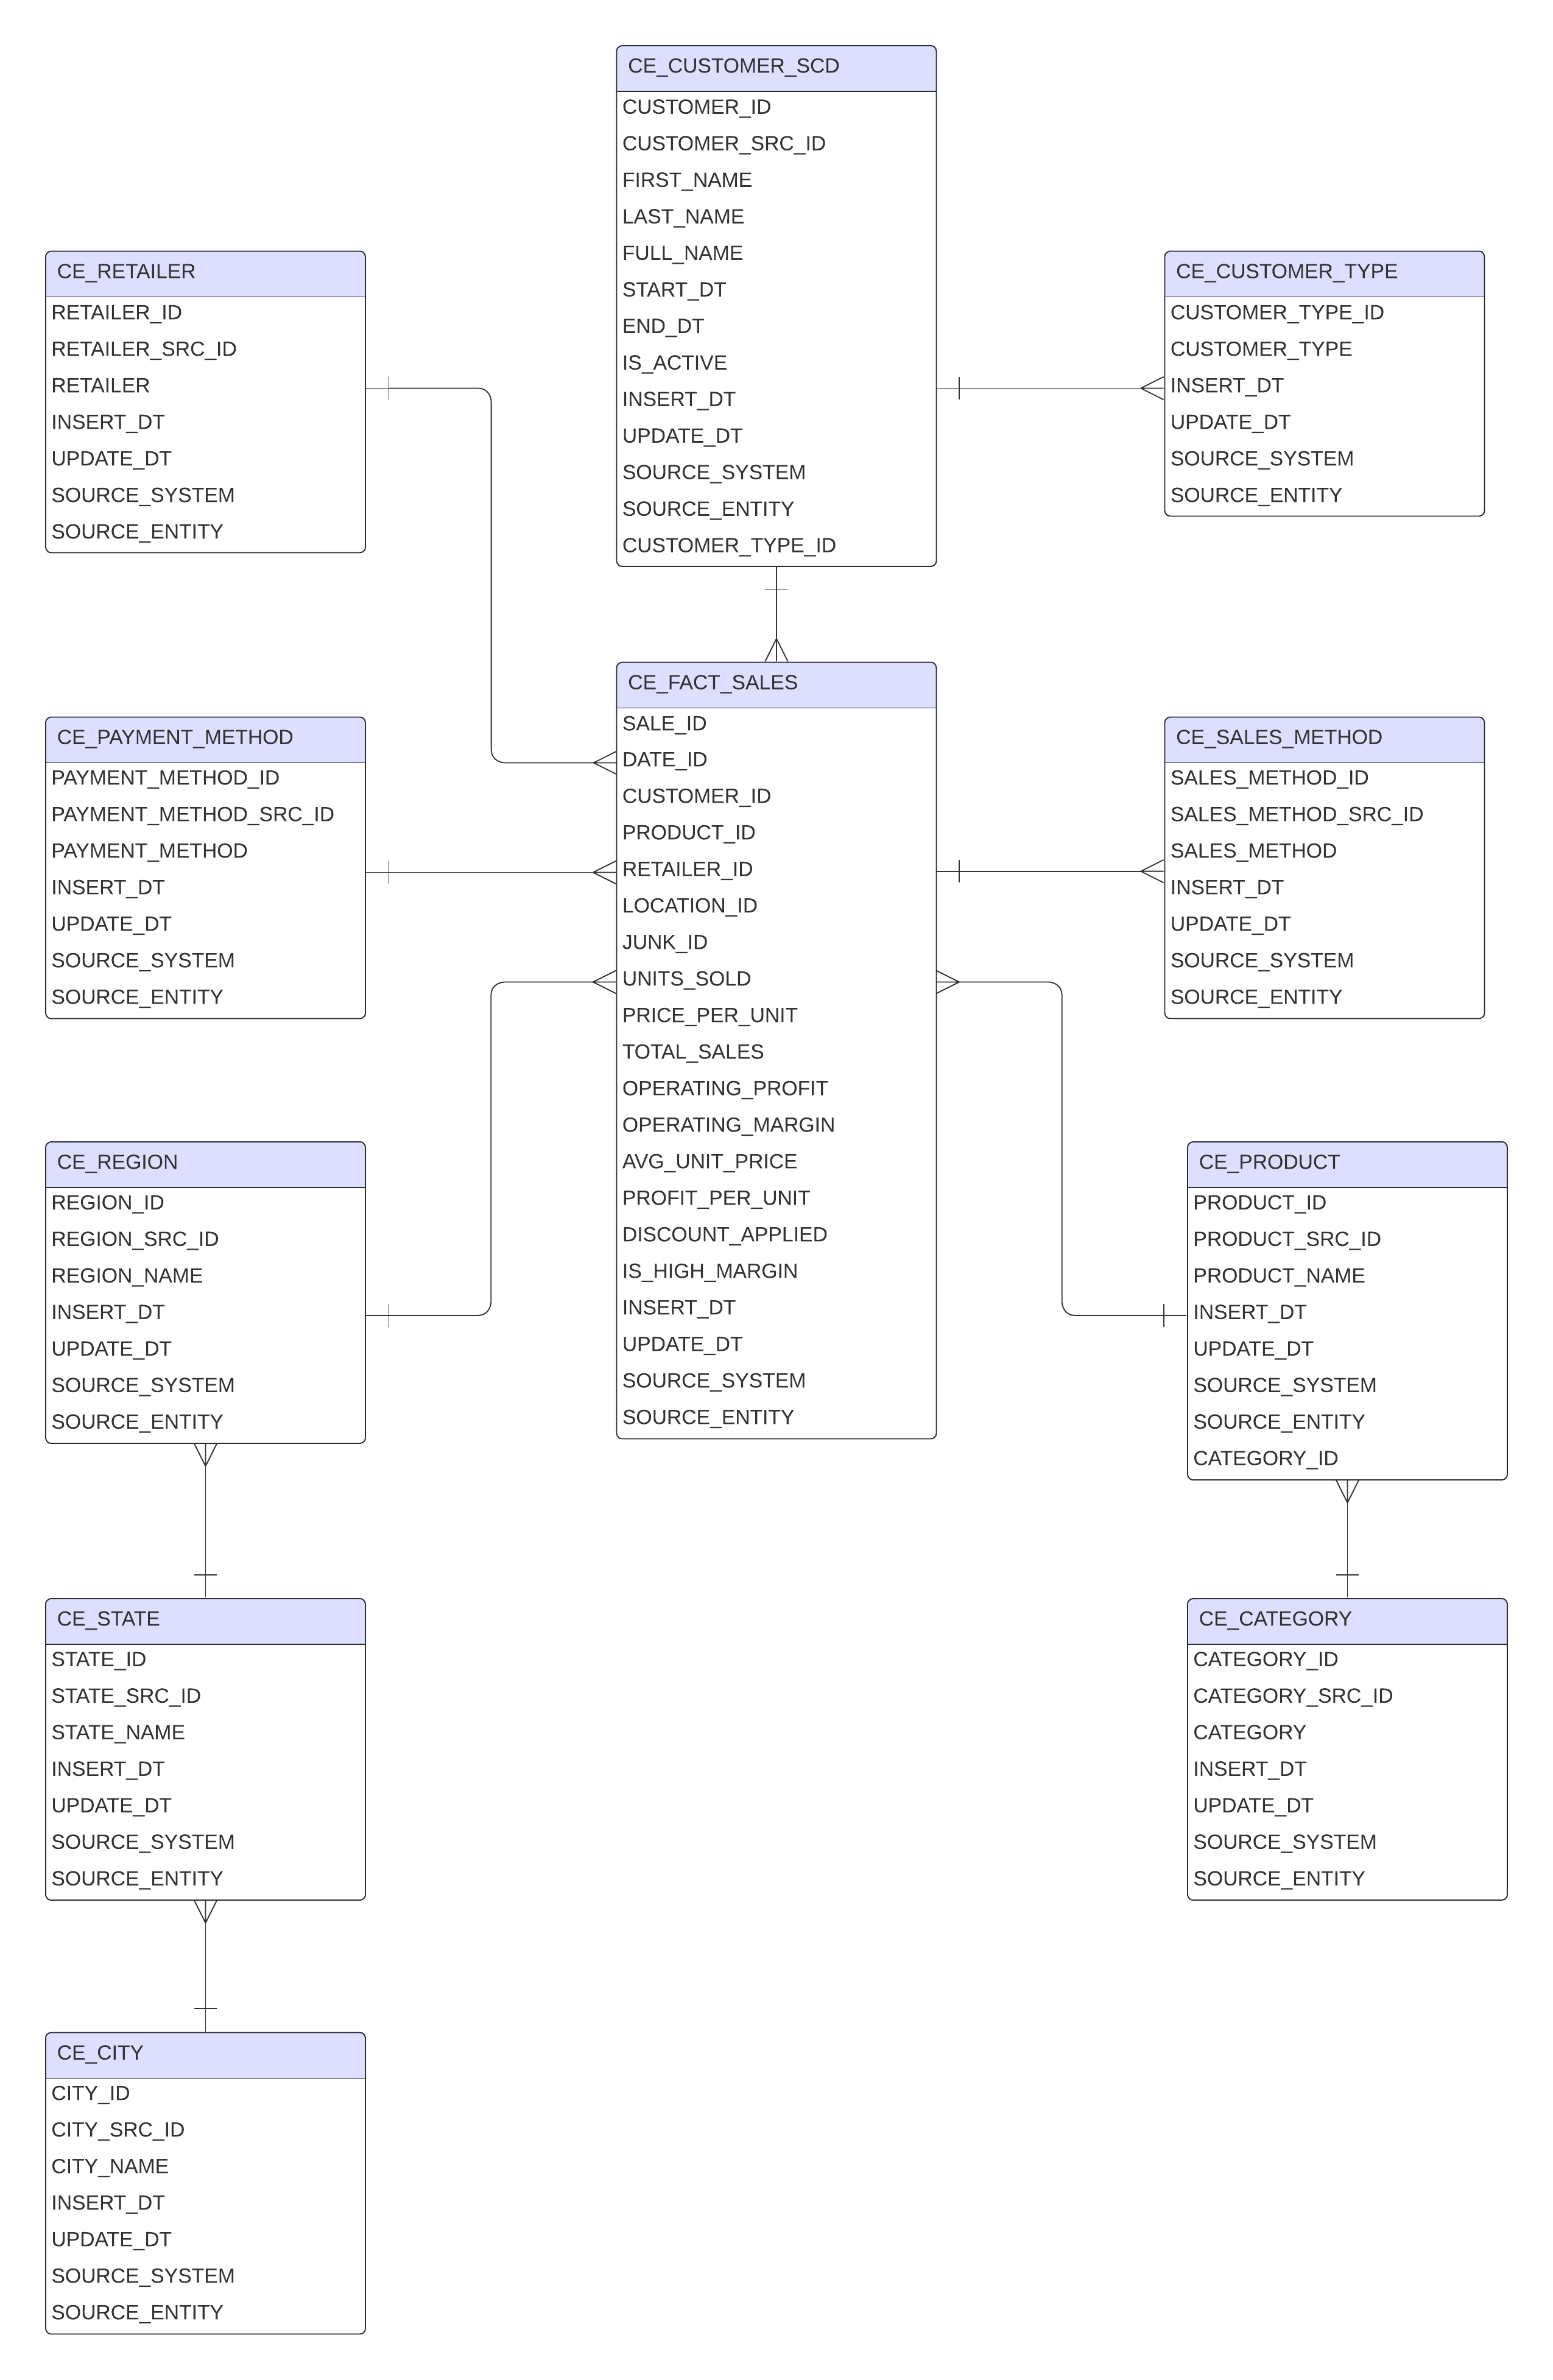 CE_CUSTOMER_SCD
CUSTOMER_ID
CUSTOMER_SRC_ID
FIRST_NAME
LAST_NAME
FULL_NAME
START_DT
END_DT
IS_ACTIVE
INSERT_DT
UPDATE_DT
SOURCE_SYSTEM
SOURCE_ENTITY
CUSTOMER_TYPE_ID
CE_RETAILER
RETAILER_ID
RETAILER_SRC_ID
RETAILER
INSERT_DT
UPDATE_DT
SOURCE_SYSTEM
SOURCE_ENTITY
CE_CUSTOMER_TYPE
CUSTOMER_TYPE_ID
CUSTOMER_TYPE
INSERT_DT
UPDATE_DT
SOURCE_SYSTEM
SOURCE_ENTITY
CE_FACT_SALES
SALE_ID
DATE_ID
CUSTOMER_ID
PRODUCT_ID
RETAILER_ID
LOCATION_ID
JUNK_ID
UNITS_SOLD
PRICE_PER_UNIT
TOTAL_SALES
OPERATING_PROFIT
OPERATING_MARGIN
AVG_UNIT_PRICE
PROFIT_PER_UNIT
DISCOUNT_APPLIED
IS_HIGH_MARGIN
INSERT_DT
UPDATE_DT
SOURCE_SYSTEM
SOURCE_ENTITY
CE_PAYMENT_METHOD
PAYMENT_METHOD_ID
PAYMENT_METHOD_SRC_ID
PAYMENT_METHOD
INSERT_DT
UPDATE_DT
SOURCE_SYSTEM
SOURCE_ENTITY
CE_SALES_METHOD
SALES_METHOD_ID
SALES_METHOD_SRC_ID
SALES_METHOD
INSERT_DT
UPDATE_DT
SOURCE_SYSTEM
SOURCE_ENTITY
CE_REGION
REGION_ID
REGION_SRC_ID
REGION_NAME
INSERT_DT
UPDATE_DT
SOURCE_SYSTEM
SOURCE_ENTITY
CE_PRODUCT
PRODUCT_ID
PRODUCT_SRC_ID
PRODUCT_NAME
INSERT_DT
UPDATE_DT
SOURCE_SYSTEM
SOURCE_ENTITY
CATEGORY_ID
CE_STATE
STATE_ID
STATE_SRC_ID
STATE_NAME
INSERT_DT
UPDATE_DT
SOURCE_SYSTEM
SOURCE_ENTITY
CE_CATEGORY
CATEGORY_ID
CATEGORY_SRC_ID
CATEGORY
INSERT_DT
UPDATE_DT
SOURCE_SYSTEM
SOURCE_ENTITY
CE_CITY
CITY_ID
CITY_SRC_ID
CITY_NAME
INSERT_DT
UPDATE_DT
SOURCE_SYSTEM
SOURCE_ENTITY